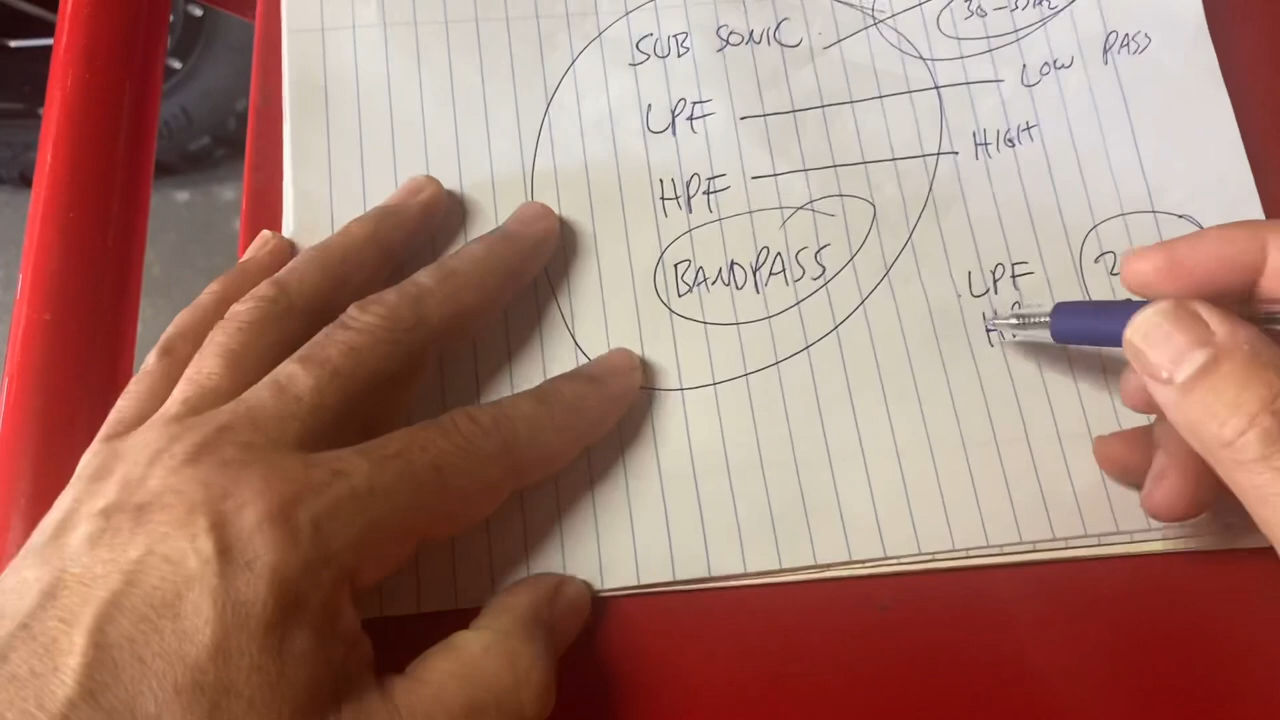 SUB SONIC
LOW PASS
LPF
HIGH
HPF
BANDPASS
LPF